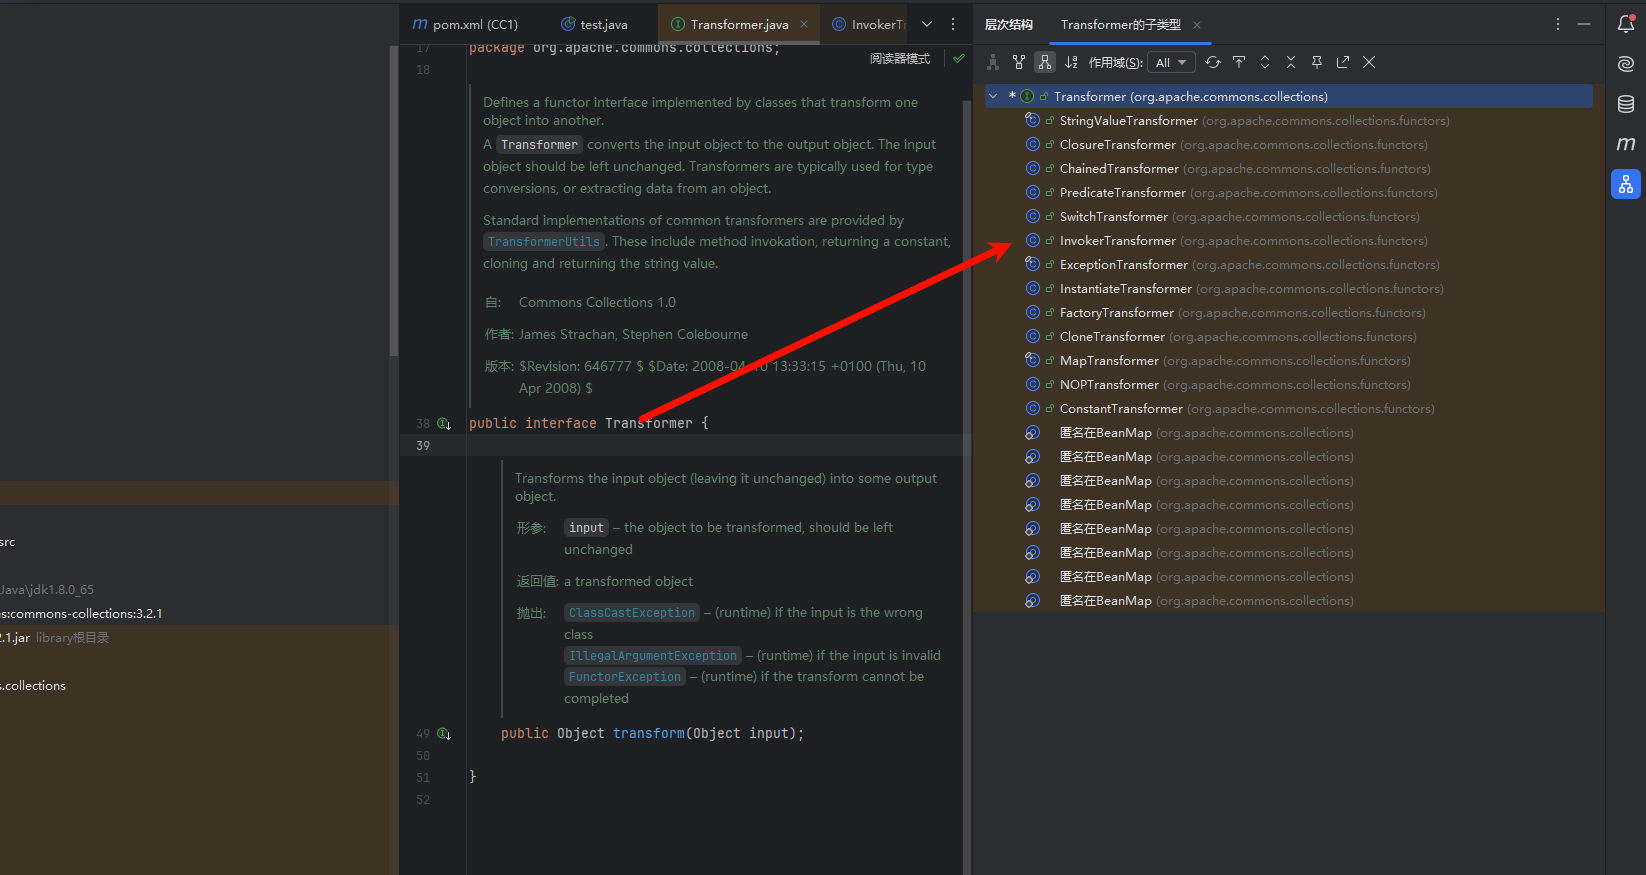 pom.xml (CC1)
test.java
Transformer.java
InvokerTr
层次结构
Transformer的子类型
作用域(S):
All
17 package org.apache.commons.collections;
阅读器模式
18
Defines a functor interface implemented by classes that transform one
object into another.
A Transformer converts the input object to the output object. The input
object should be left unchanged. Transformers are typically used for type
conversions, or extracting data from an object.
Standard implementations of common transformers are provided by
TransformerUtils. These include method invokation, returning a constant,
cloning and returning the string value.
自: Commons Collections 1.0
作者: James Strachan, Stephen Colebourne
版本: $Revision: 646777 $ $Date: 2008-04-10 13:33:15 +0100 (Thu, 10
Apr 2008) $
38 public interface Transformer {
39
Transforms the input object (leaving it unchanged) into some output
object.
形参: input – the object to be transformed, should be left
unchanged
返回值: a transformed object
抛出: ClassCastException – (runtime) if the input is the wrong
class
IllegalArgumentException – (runtime) if the input is invalid
FunctorException – (runtime) if the transform cannot be
completed
49 public Object transform(Object input);
50
51 }
52
Transformer (org.apache.commons.collections)
StringValueTransformer (org.apache.commons.collections.functors)
ClosureTransformer (org.apache.commons.collections.functors)
ChainedTransformer (org.apache.commons.collections.functors)
PredicateTransformer (org.apache.commons.collections.functors)
SwitchTransformer (org.apache.commons.collections.functors)
InvokerTransformer (org.apache.commons.collections.functors)
ExceptionTransformer (org.apache.commons.collections.functors)
InstantiateTransformer (org.apache.commons.collections.functors)
FactoryTransformer (org.apache.commons.collections.functors)
CloneTransformer (org.apache.commons.collections.functors)
MapTransformer (org.apache.commons.collections.functors)
NOPTransformer (org.apache.commons.collections.functors)
ConstantTransformer (org.apache.commons.collections.functors)
匿名在BeanMap (org.apache.commons.collections)
匿名在BeanMap (org.apache.commons.collections)
匿名在BeanMap (org.apache.commons.collections)
匿名在BeanMap (org.apache.commons.collections)
匿名在BeanMap (org.apache.commons.collections)
匿名在BeanMap (org.apache.commons.collections)
匿名在BeanMap (org.apache.commons.collections)
匿名在BeanMap (org.apache.commons.collections)
src
Java\jdk1.8.0_65
s:commons-collections:3.2.1
2.1.jar library根目录
s.collections